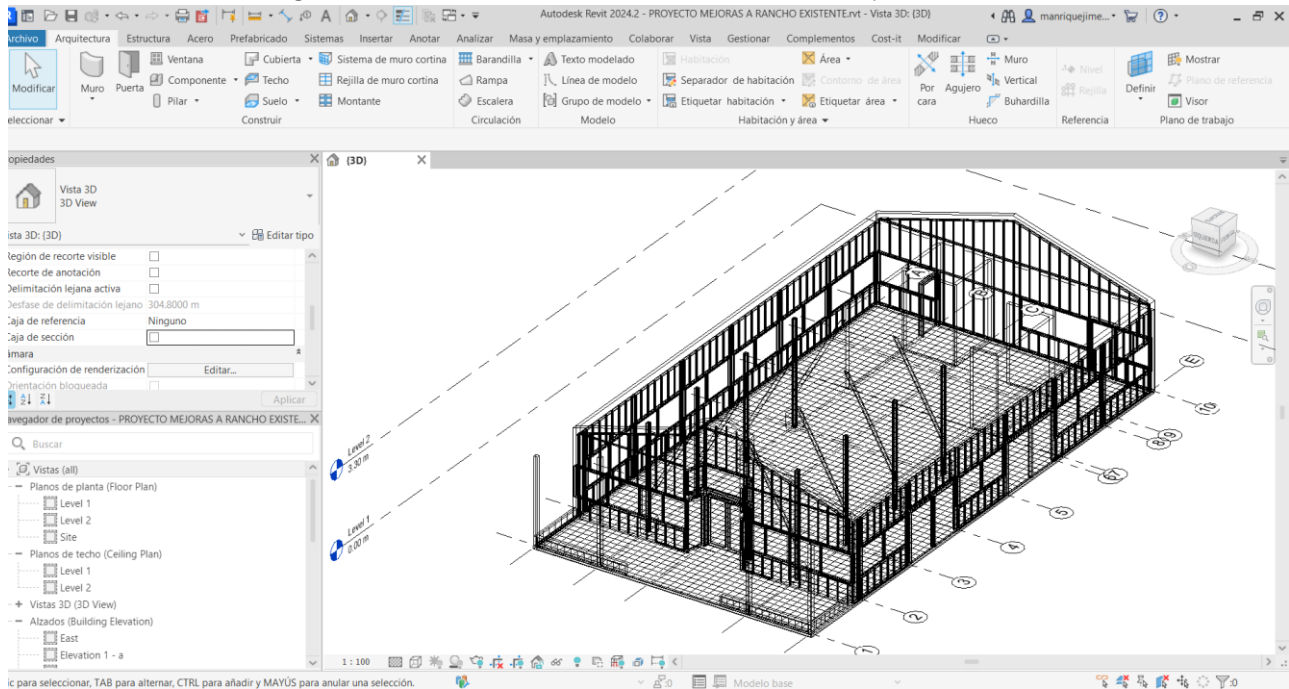 Autodesk Revit 2024.2 - PROYECTO MEJORAS A RANCHO EXISTENTE.rvt - Vista 3D: {3D}
manriquejime...
Archivo Arquitectura Estructura Acero Prefabricado Sistemas Insertar Anotar Analizar Masa y emplazamiento Colaborar Vista Gestionar Complementos Cost-it Modificar
Modificar
Muro
Puerta
Ventana
Componente
Pilar
Cubierta
Techo
Suelo
Sistema de muro cortina
Rejilla de muro cortina
Montante
Barandilla
Rampa
Escalera
Texto modelado
Línea de modelo
Grupo de modelo
Habitación
Separador de habitación
Etiquetar habitación
Área
Contorno de área
Etiquetar área
Por cara
Agujero
Muro
Vertical
Buhardilla
Nivel
Rejilla
Definir
Mostrar
Plano de referencia
Visor
eleccionar Construir Circulación Modelo Habitación y área Hueco Referencia Plano de trabajo
opiedades
Vista 3D
3D View
ista 3D: {3D} Editar tipo
Región de recorte visible
Recorte de anotación
Delimitación lejana activa
Desfase de delimitación lejano 304.8000 m
Caja de referencia Ninguno
Caja de sección
ámara
Configuración de renderización Editar...
Orientación bloqueada
Aplicar
avegador de proyectos - PROYECTO MEJORAS A RANCHO EXISTE...
Buscar
Vistas (all)
Planos de planta (Floor Plan)
Level 1
Level 2
Site
Planos de techo (Ceiling Plan)
Level 1
Level 2
Vistas 3D (3D View)
Alzados (Building Elevation)
East
Elevation 1 - a
{3D}
Level 2
3.30 m
Level 1
0.00 m
A
B
C
E
10
9
8
5
4
3
2
1
1 : 100
ic para seleccionar, TAB para alternar, CTRL para añadir y MAYÚS para anular una selección.
:0
Modelo base
:0